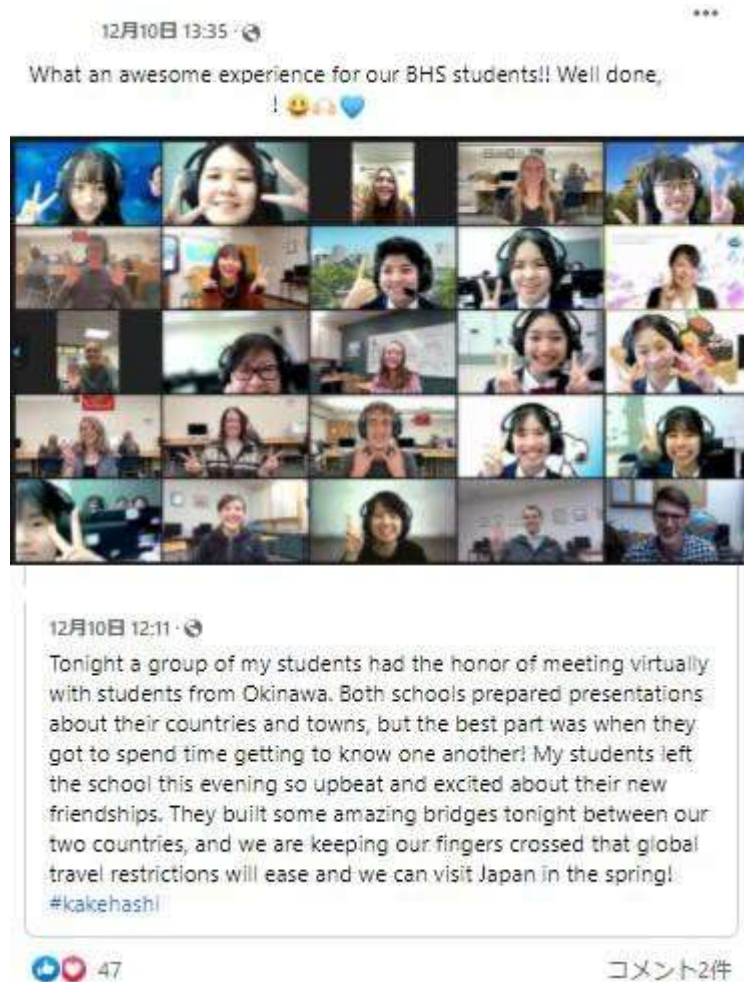 12月10日 13:35
What an awesome experience for our BHS students!! Well done,
! 😃🙌💙
12月10日 12:11
Tonight a group of my students had the honor of meeting virtually
with students from Okinawa. Both schools prepared presentations
about their countries and towns, but the best part was when they
got to spend time getting to know one another! My students left
the school this evening so upbeat and excited about their new
friendships. They built some amazing bridges tonight between our
two countries, and we are keeping our fingers crossed that global
travel restrictions will ease and we can visit Japan in the spring!
#kakehashi
47
コメント2件